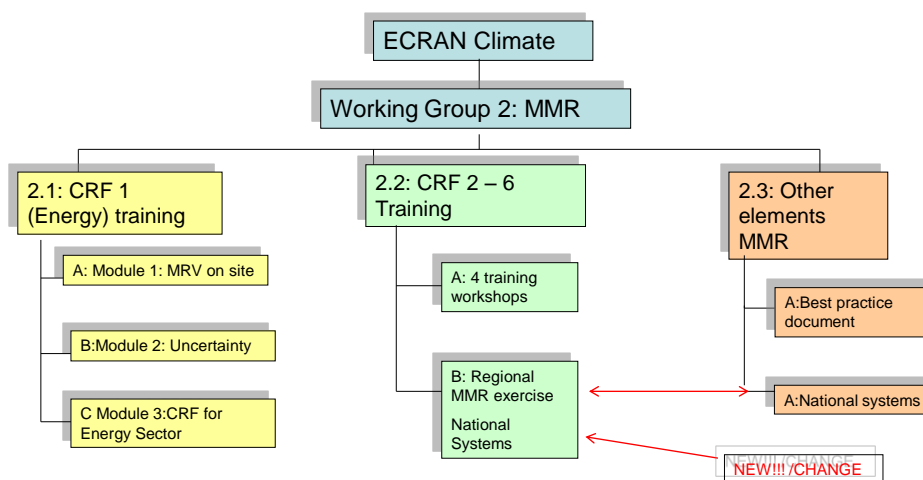 ECRAN Climate
Working Group 2: MMR
2.1: CRF 1
(Energy) training
A: Module 1: MRV on site
B:Module 2: Uncertainty
C Module 3:CRF for
Energy Sector
2.2: CRF 2 – 6
Training
A: 4 training
workshops
B: Regional
MMR exercise
National
Systems
2.3: Other
elements
MMR
A:Best practice
document
A:National systems
NEW!!! /CHANGE